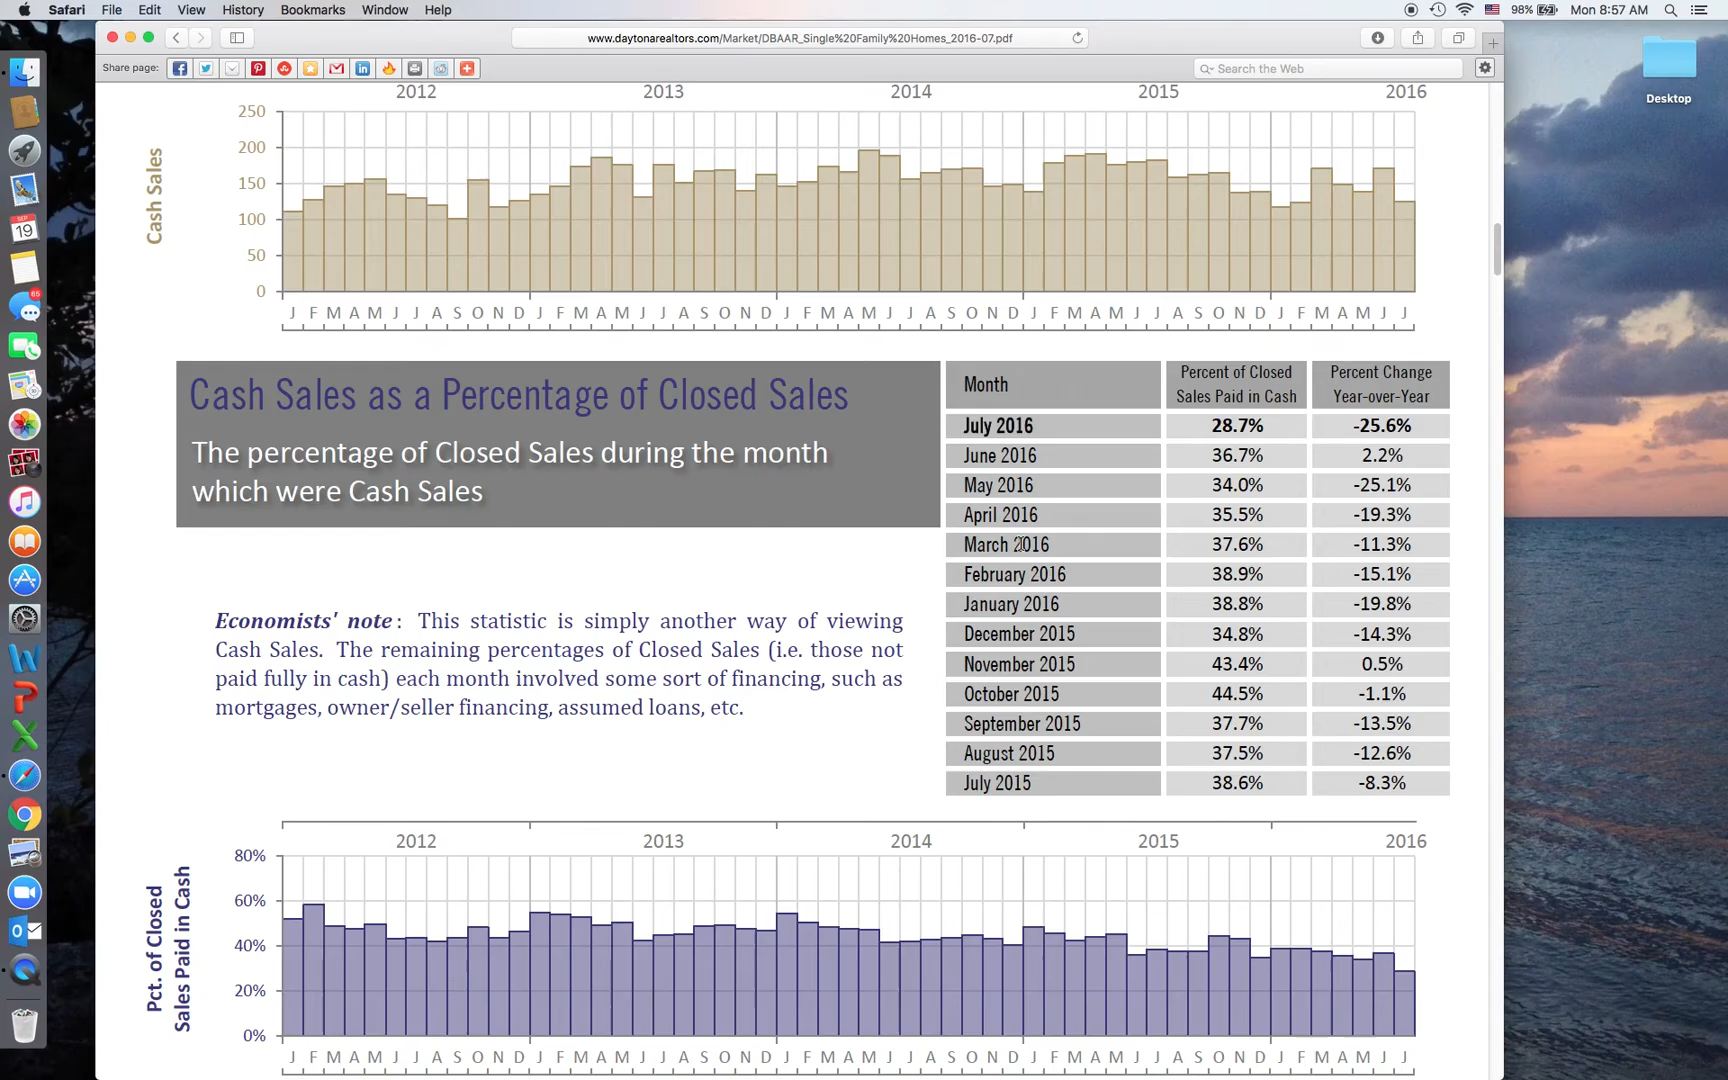 Safari File Edit View History Bookmarks Window Help 98% Mon 8:57 AM
www.daytonarealtors.com/Market/DBAAR_Single%20Family%20Homes_2016-07.pdf
Share page: Search the Web
Desktop
2012 2013 2014 2015 2016
Cash Sales
250
200
150
100
50
0
J F M A M J J A S O N D J F M A M J J A S O N D J F M A M J J A S O N D J F M A M J J A S O N D J F M A M J J
Cash Sales as a Percentage of Closed Sales
The percentage of Closed Sales during the month
which were Cash Sales
Month Percent of Closed Sales Paid in Cash Percent Change Year-over-Year
July 2016 28.7% -25.6%
June 2016 36.7% 2.2%
May 2016 34.0% -25.1%
April 2016 35.5% -19.3%
March 2016 37.6% -11.3%
February 2016 38.9% -15.1%
January 2016 38.8% -19.8%
December 2015 34.8% -14.3%
November 2015 43.4% 0.5%
October 2015 44.5% -1.1%
September 2015 37.7% -13.5%
August 2015 37.5% -12.6%
July 2015 38.6% -8.3%
Economists' note: This statistic is simply another way of viewing
Cash Sales. The remaining percentages of Closed Sales (i.e. those not
paid fully in cash) each month involved some sort of financing, such as
mortgages, owner/seller financing, assumed loans, etc.
2012 2013 2014 2015 2016
Pct. of Closed
Sales Paid in Cash
80%
60%
40%
20%
0%
J F M A M J J A S O N D J F M A M J J A S O N D J F M A M J J A S O N D J F M A M J J A S O N D J F M A M J J
SEP
19
65